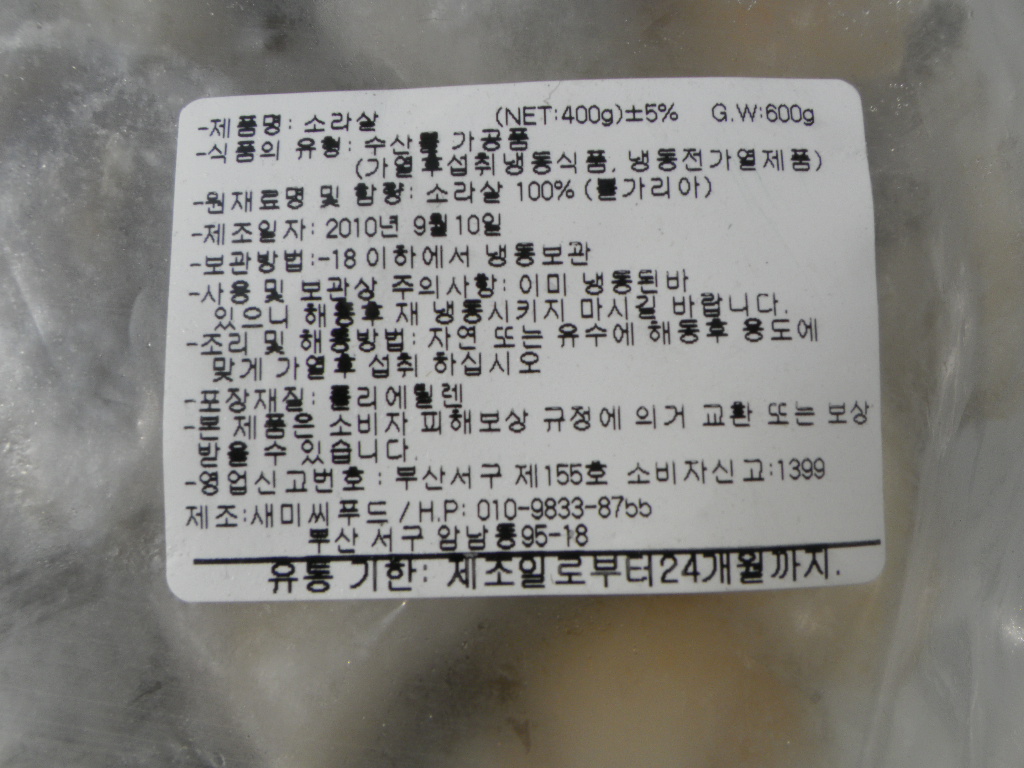 -제품명: 소라살 (NET:400g)±5% G.W:600g
-식품의 유형: 수산물 가공품
(가열후섭취냉동식품, 냉동전가열제품)
-원재료명 및 함량: 소라살 100% (불가리아)
-제조일자: 2010년 9월10일
-보관방법:-18 이하에서 냉동보관
-사용 및 보관상 주의사항: 이미 냉동된바
있으니 해동후 재 냉동시키지 마시길 바랍니다.
-조리 및 해동방법: 자연 또는 유수에 해동후 용도에
맞게 가열후 섭취 하십시오
-포장재질: 폴리에틸렌
-본 제품은 소비자 피해보상 규정에 의거 교환 또는 보상
받을 수 있습니다.
-영업신고번호 : 부산서구 제155호 소비자신고:1399
제조:새미씨푸드 / H.P: 010-9833-8766
부산 서구 암남동95-18
유통 기한: 제조일로부터24개월까지.